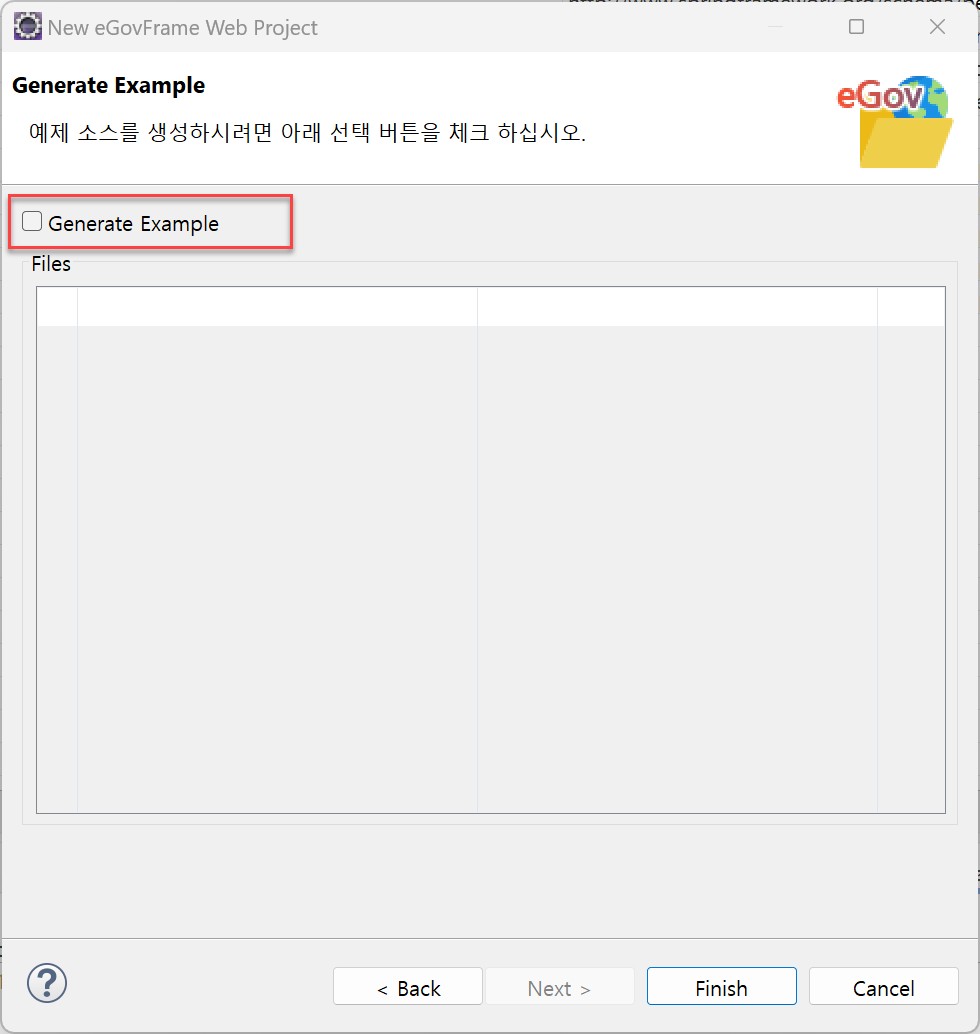 New eGovFrame Web Project
Generate Example
eGov
예제 소스를 생성하시려면 아래 선택 버튼을 체크 하십시오.
Generate Example
Files
?
< Back
Next >
Finish
Cancel